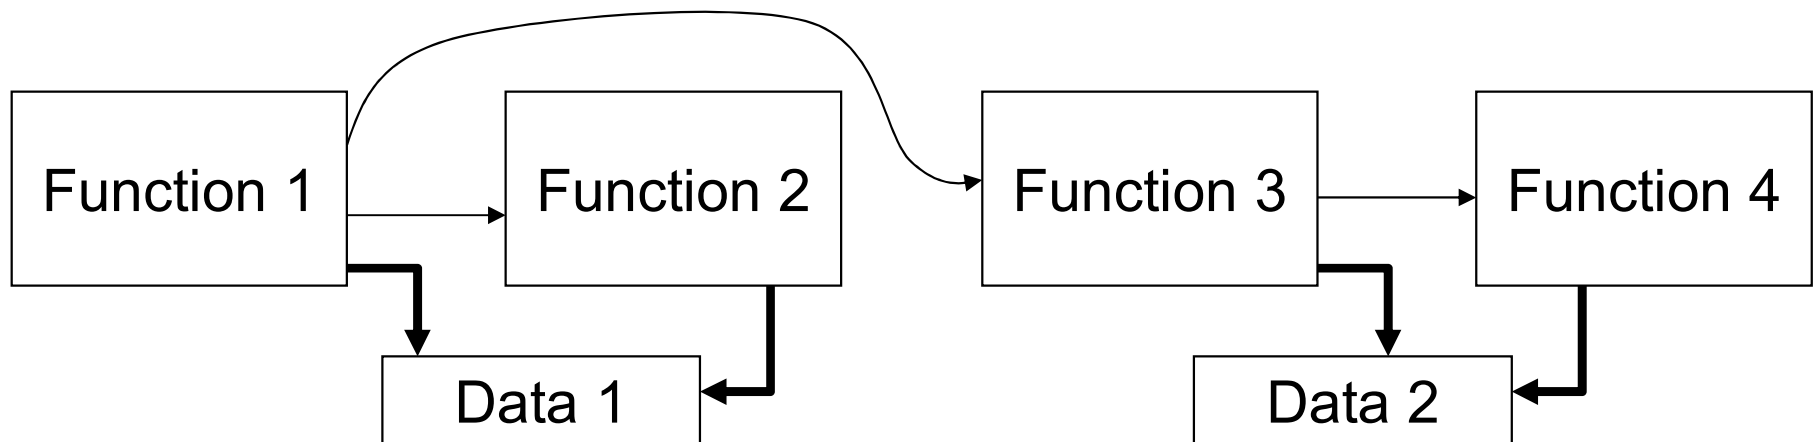 Function 1
Function 2
Function 3
Function 4
Data 1
Data 2